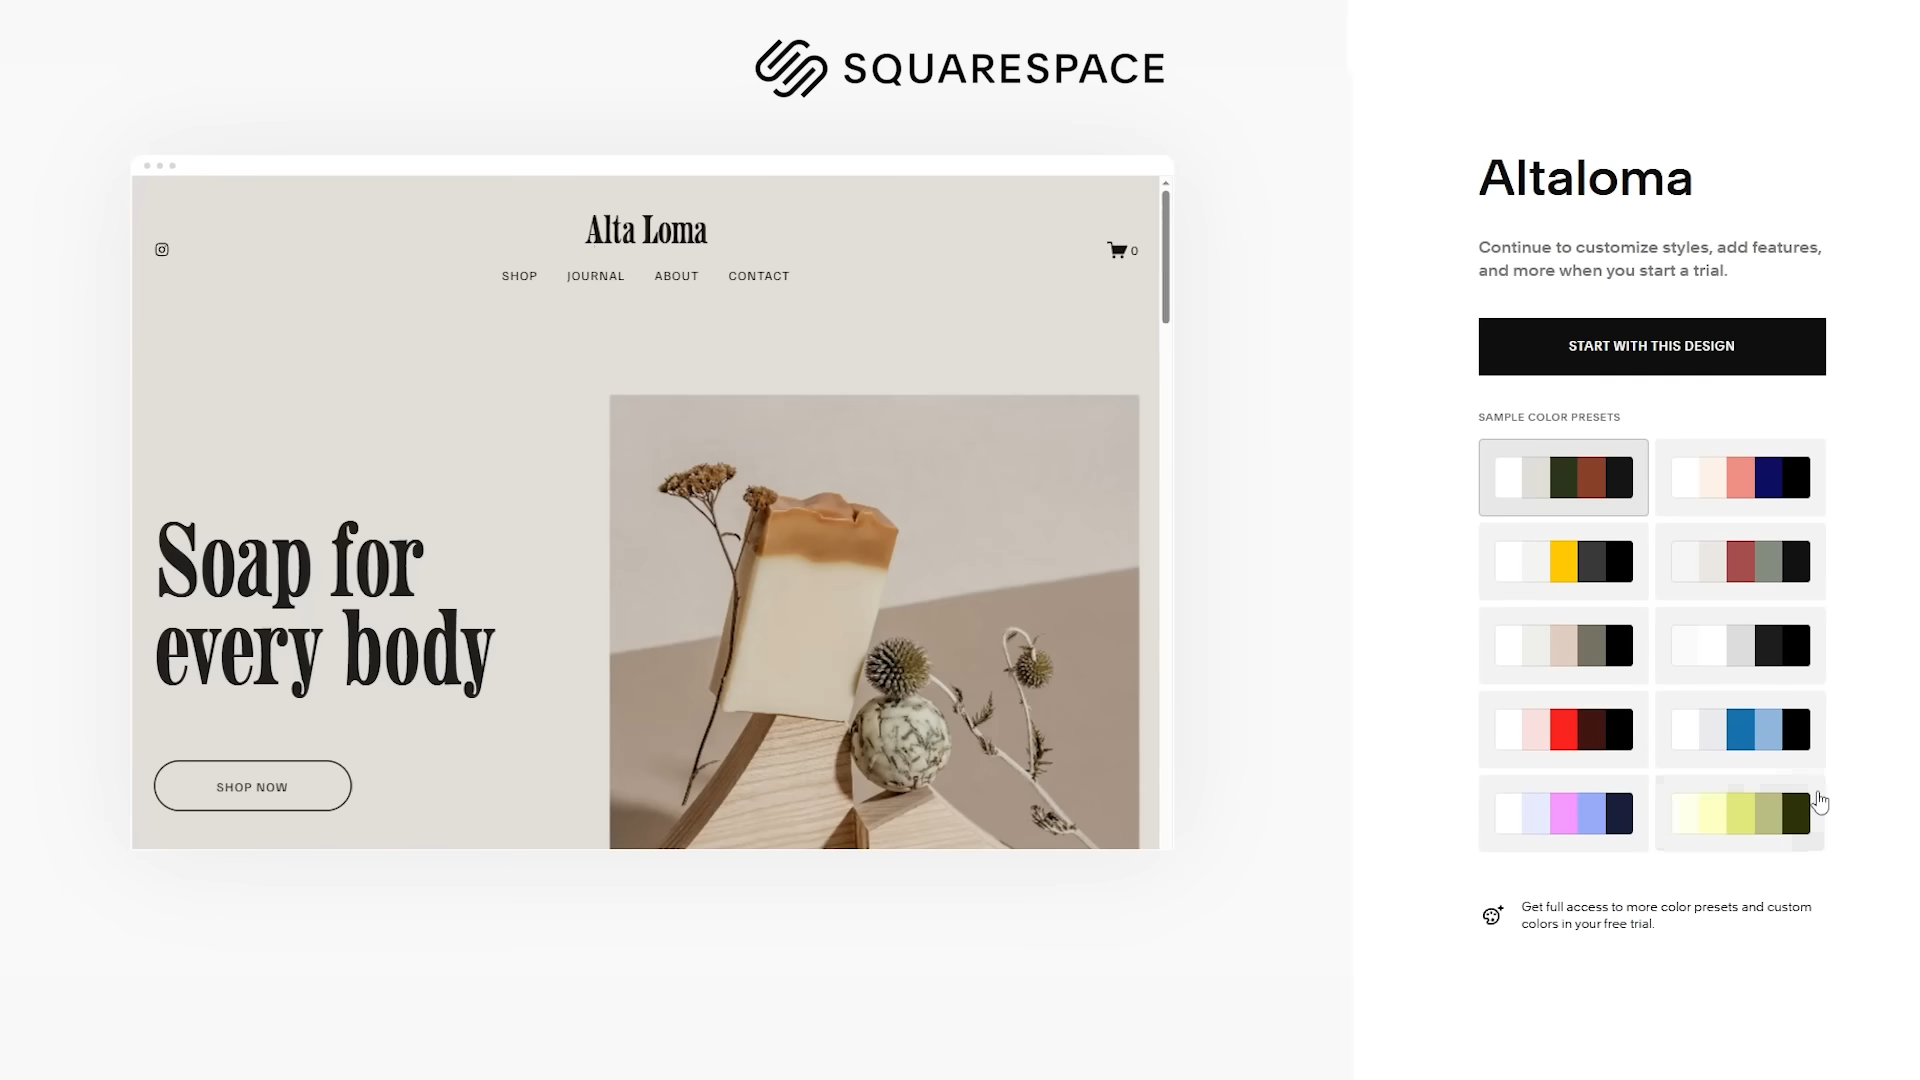 SQUARESPACE
Alta Loma
0
SHOP JOURNAL ABOUT CONTACT
Soap for
every body
SHOP NOW
Altaloma
Continue to customize styles, add features,
and more when you start a trial.
START WITH THIS DESIGN
SAMPLE COLOR PRESETS
Get full access to more color presets and custom
colors in your free trial.